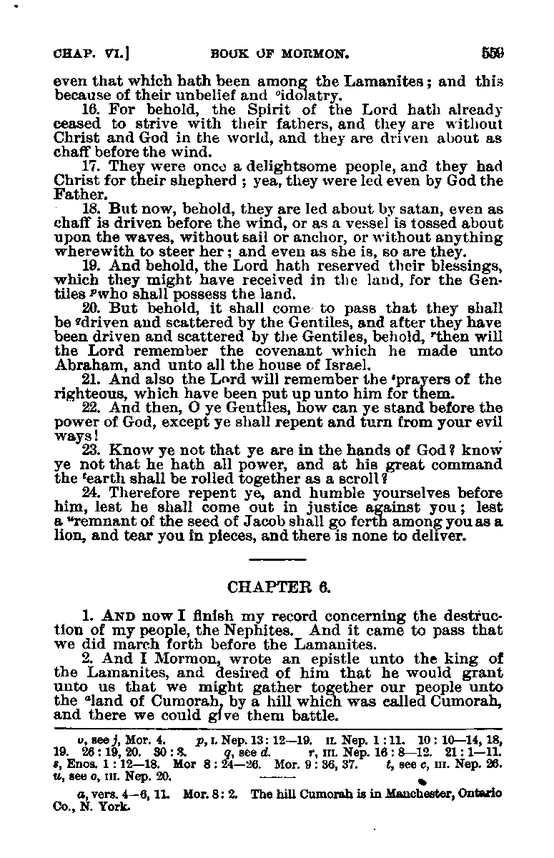 CHAP. VI.] BOOK OF MORMON. 559
even that which hath been among the Lamanites; and this
because of their unbelief and ᵒidolatry.
16. For behold, the Spirit of the Lord hath already
ceased to strive with their fathers, and they are without
Christ and God in the world, and they are driven about as
chaff before the wind.
17. They were once a delightsome people, and they had
Christ for their shepherd; yea, they were led even by God the
Father.
18. But now, behold, they are led about by satan, even as
chaff is driven before the wind, or as a vessel is tossed about
upon the waves, without sail or anchor, or without anything
wherewith to steer her; and even as she is, so are they.
19. And behold, the Lord hath reserved their blessings,
which they might have received in the land, for the Gen-
tiles ᵖwho shall possess the land.
20. But behold, it shall come to pass that they shall
be ᑫdriven and scattered by the Gentiles, and after they have
been driven and scattered by the Gentiles, behold, ʳthen will
the Lord remember the covenant which he made unto
Abraham, and unto all the house of Israel.
21. And also the Lord will remember the ˢprayers of the
righteous, which have been put up unto him for them.
22. And then, O ye Gentiles, how can ye stand before the
power of God, except ye shall repent and turn from your evil
ways!
23. Know ye not that ye are in the hands of God? know
ye not that he hath all power, and at his great command
the ᵗearth shall be rolled together as a scroll?
24. Therefore repent ye, and humble yourselves before
him, lest he shall come out in justice against you; lest
a ᵘremnant of the seed of Jacob shall go forth among you as a
lion, and tear you in pieces, and there is none to deliver.
CHAPTER 6.
1. AND now I finish my record concerning the destruc-
tion of my people, the Nephites. And it came to pass that
we did march forth before the Lamanites.
2. And I Mormon, wrote an epistle unto the king of
the Lamanites, and desired of him that he would grant
unto us that we might gather together our people unto
the ᵃland of Cumorah, by a hill which was called Cumorah,
and there we could give them battle.
o, see j, Mor. 4. p, I. Nep. 13: 12—19. II. Nep. 1: 11. 10: 10—14, 18,
19. 26: 19, 20. 30: 3. q, see d. r, III. Nep. 16: 8—12. 21: 1—11.
s, Enos. 1: 12—18. Mor 8: 24—26. Mor. 9: 36, 37. t, see c, III. Nep. 26.
u, see o, III. Nep. 20.
a, vers. 4—6, 11. Mor. 8: 2. The hill Cumorah is in Manchester, Ontario
Co., N. York.